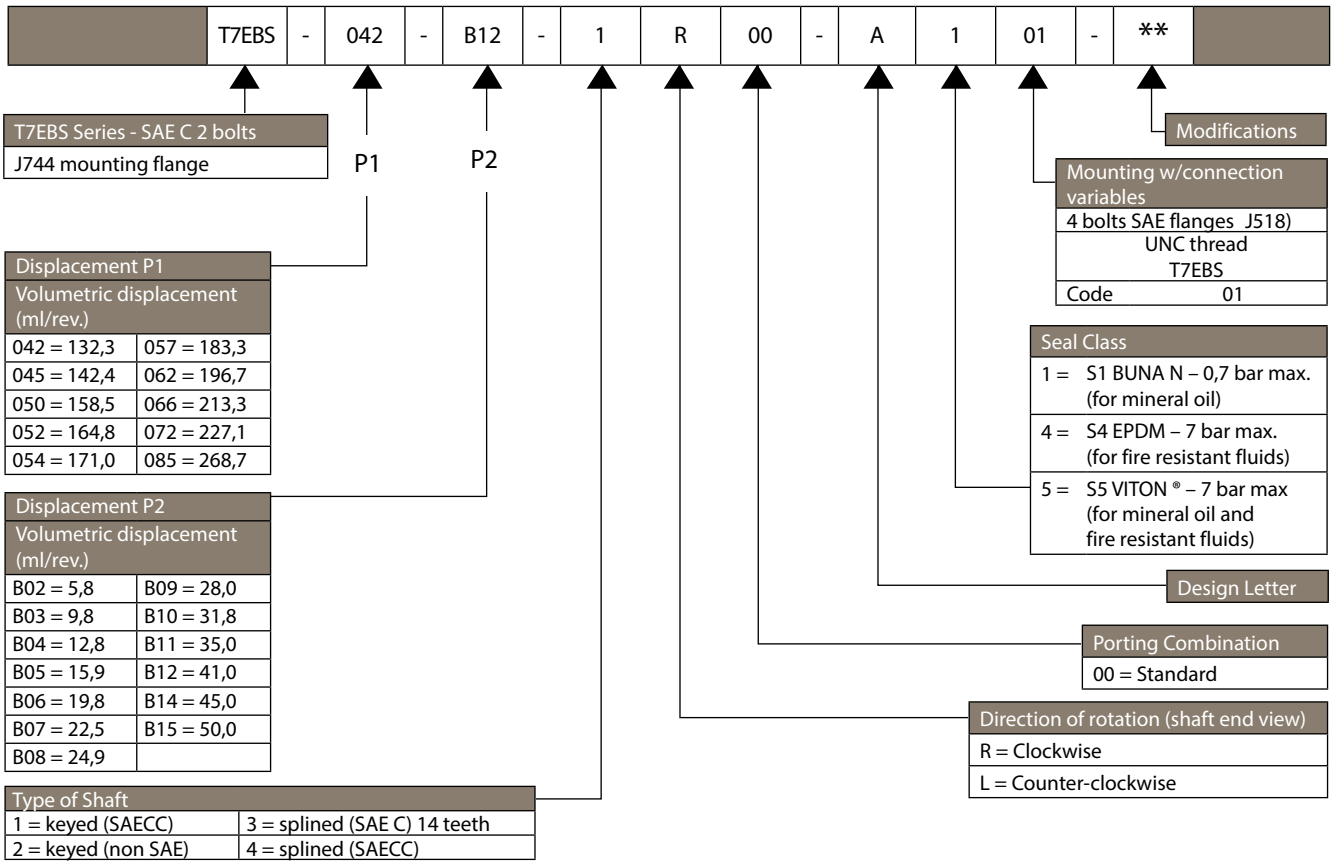 T7EBS - 042 - B12 - 1 R 00 - A 1 01 - **
T7EBS Series - SAE C 2 bolts
J744 mounting flange
P1
P2
Modifications
Mounting w/connection
variables
4 bolts SAE flanges J518)
UNC thread
T7EBS
Code 01
Displacement P1
Volumetric displacement
(ml/rev.)
042 = 132,3 057 = 183,3
045 = 142,4 062 = 196,7
050 = 158,5 066 = 213,3
052 = 164,8 072 = 227,1
054 = 171,0 085 = 268,7
Seal Class
1 = S1 BUNA N – 0,7 bar max.
(for mineral oil)
4 = S4 EPDM – 7 bar max.
(for fire resistant fluids)
5 = S5 VITON ® – 7 bar max
(for mineral oil and
fire resistant fluids)
Displacement P2
Volumetric displacement
(ml/rev.)
B02 = 5,8 B09 = 28,0
B03 = 9,8 B10 = 31,8
B04 = 12,8 B11 = 35,0
B05 = 15,9 B12 = 41,0
B06 = 19,8 B14 = 45,0
B07 = 22,5 B15 = 50,0
B08 = 24,9
Design Letter
Porting Combination
00 = Standard
Direction of rotation (shaft end view)
R = Clockwise
L = Counter-clockwise
Type of Shaft
1 = keyed (SAECC) 3 = splined (SAE C) 14 teeth
2 = keyed (non SAE) 4 = splined (SAECC)